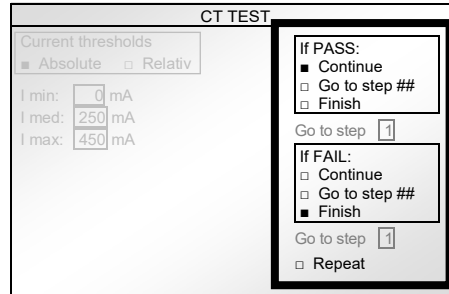 CT TEST
Current thresholds
■ Absolute □ Relativ
I min: 0 mA
I med: 250 mA
I max: 450 mA
If PASS:
■ Continue
□ Go to step ##
□ Finish
Go to step 1
If FAIL:
□ Continue
□ Go to step ##
■ Finish
Go to step 1
□ Repeat